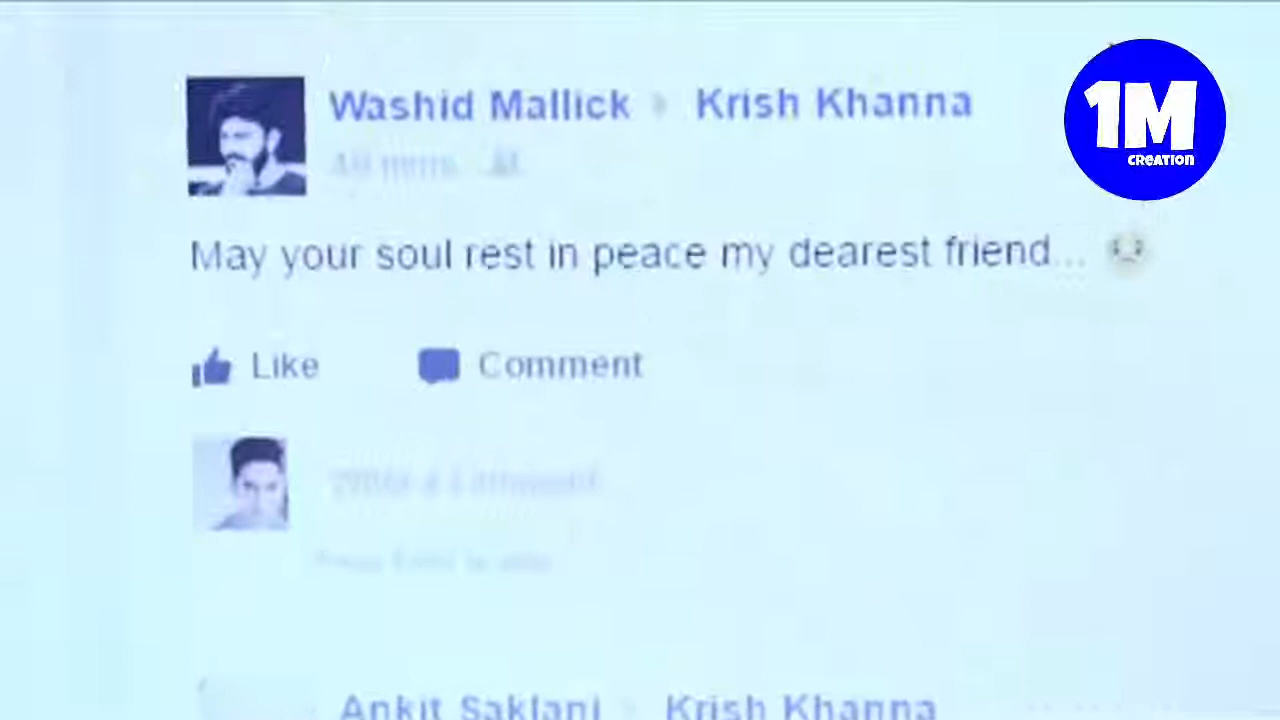 Washid Mallick Krish Khanna
1M
CREATION
May your soul rest in peace my dearest friend...
Like Comment
Ankit Saklani Krish Khanna